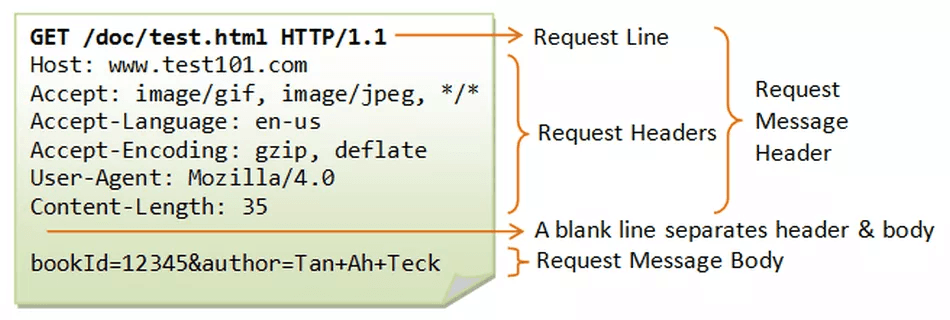 GET /doc/test.html HTTP/1.1
Request Line
Host: www.test101.com
Accept: image/gif, image/jpeg, */*
Accept-Language: en-us
Accept-Encoding: gzip, deflate
User-Agent: Mozilla/4.0
Content-Length: 35
Request Headers
Request
Message
Header
A blank line separates header & body
bookId=12345&author=Tan+Ah+Teck
Request Message Body